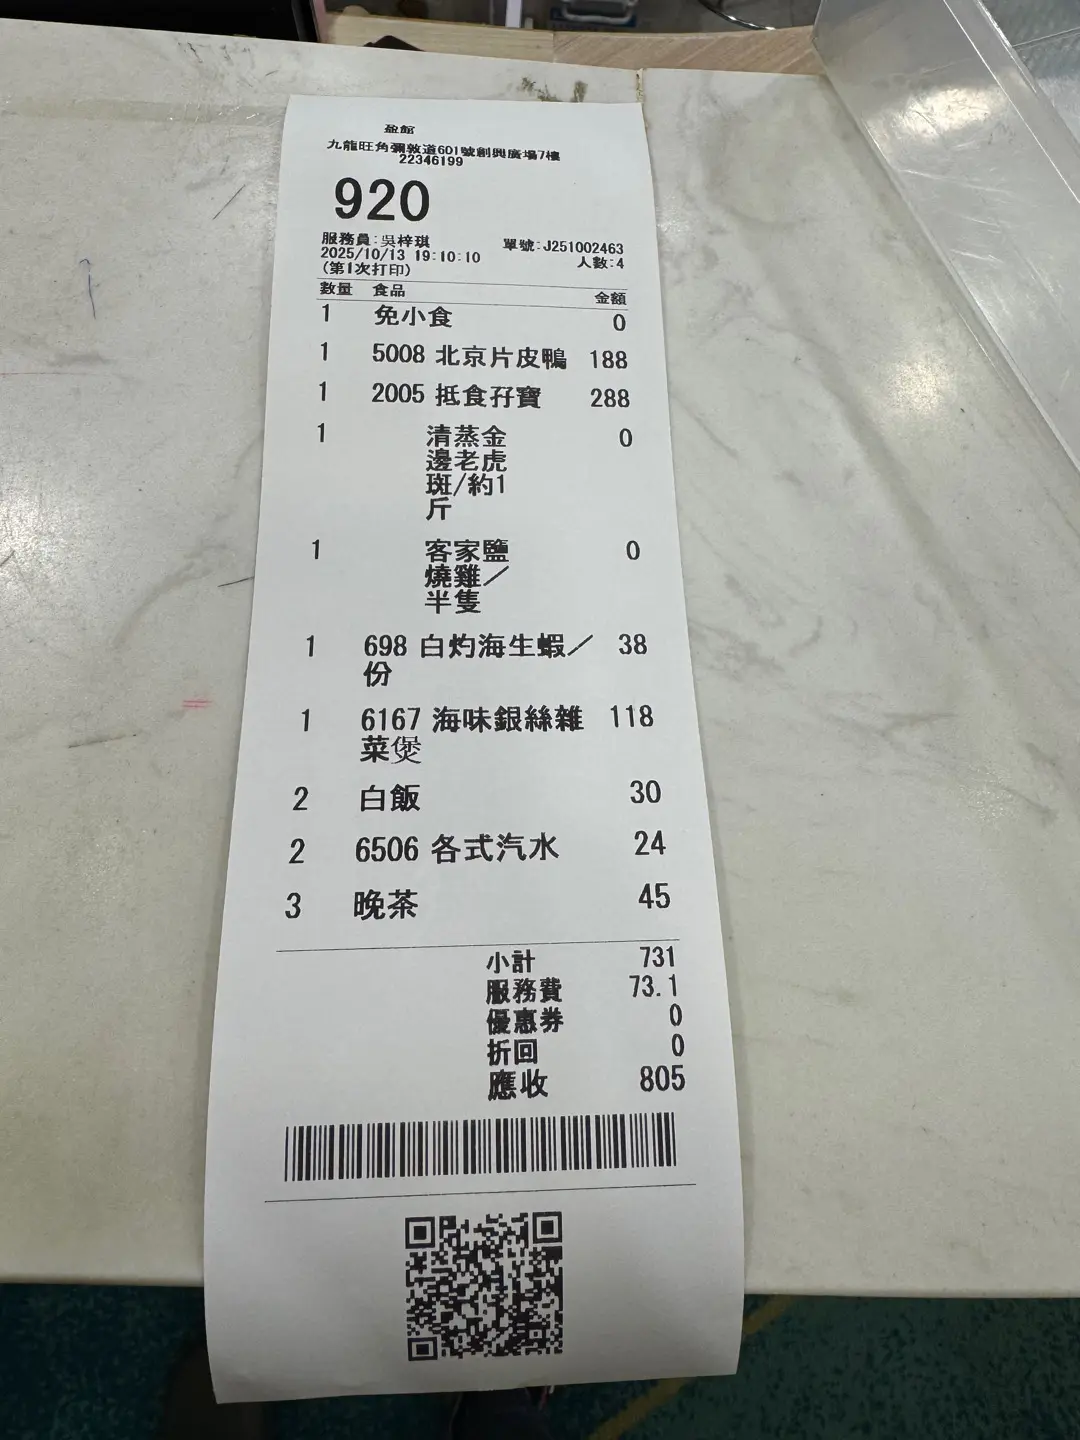 盈館
九龍旺角彌敦道601號創興廣場7樓
22346199
920
服務員:吳梓琪 單號:J251002463
2025/10/13 19:10:10 人數:4
(第1次打印)
數量 食品 金額
1 免小食 0
1 5008 北京片皮鴨 188
1 2005 抵食孖寶 288
1 清蒸金 0
邊老虎
斑/約1
斤
1 客家鹽 0
燒雞/
半隻
1 698 白灼海生蝦/ 38
份
1 6167 海味銀絲雜 118
菜煲
2 白飯 30
2 6506 各式汽水 24
3 晚茶 45
小計 731
服務費 73.1
優惠券 0
折回 0
應收 805